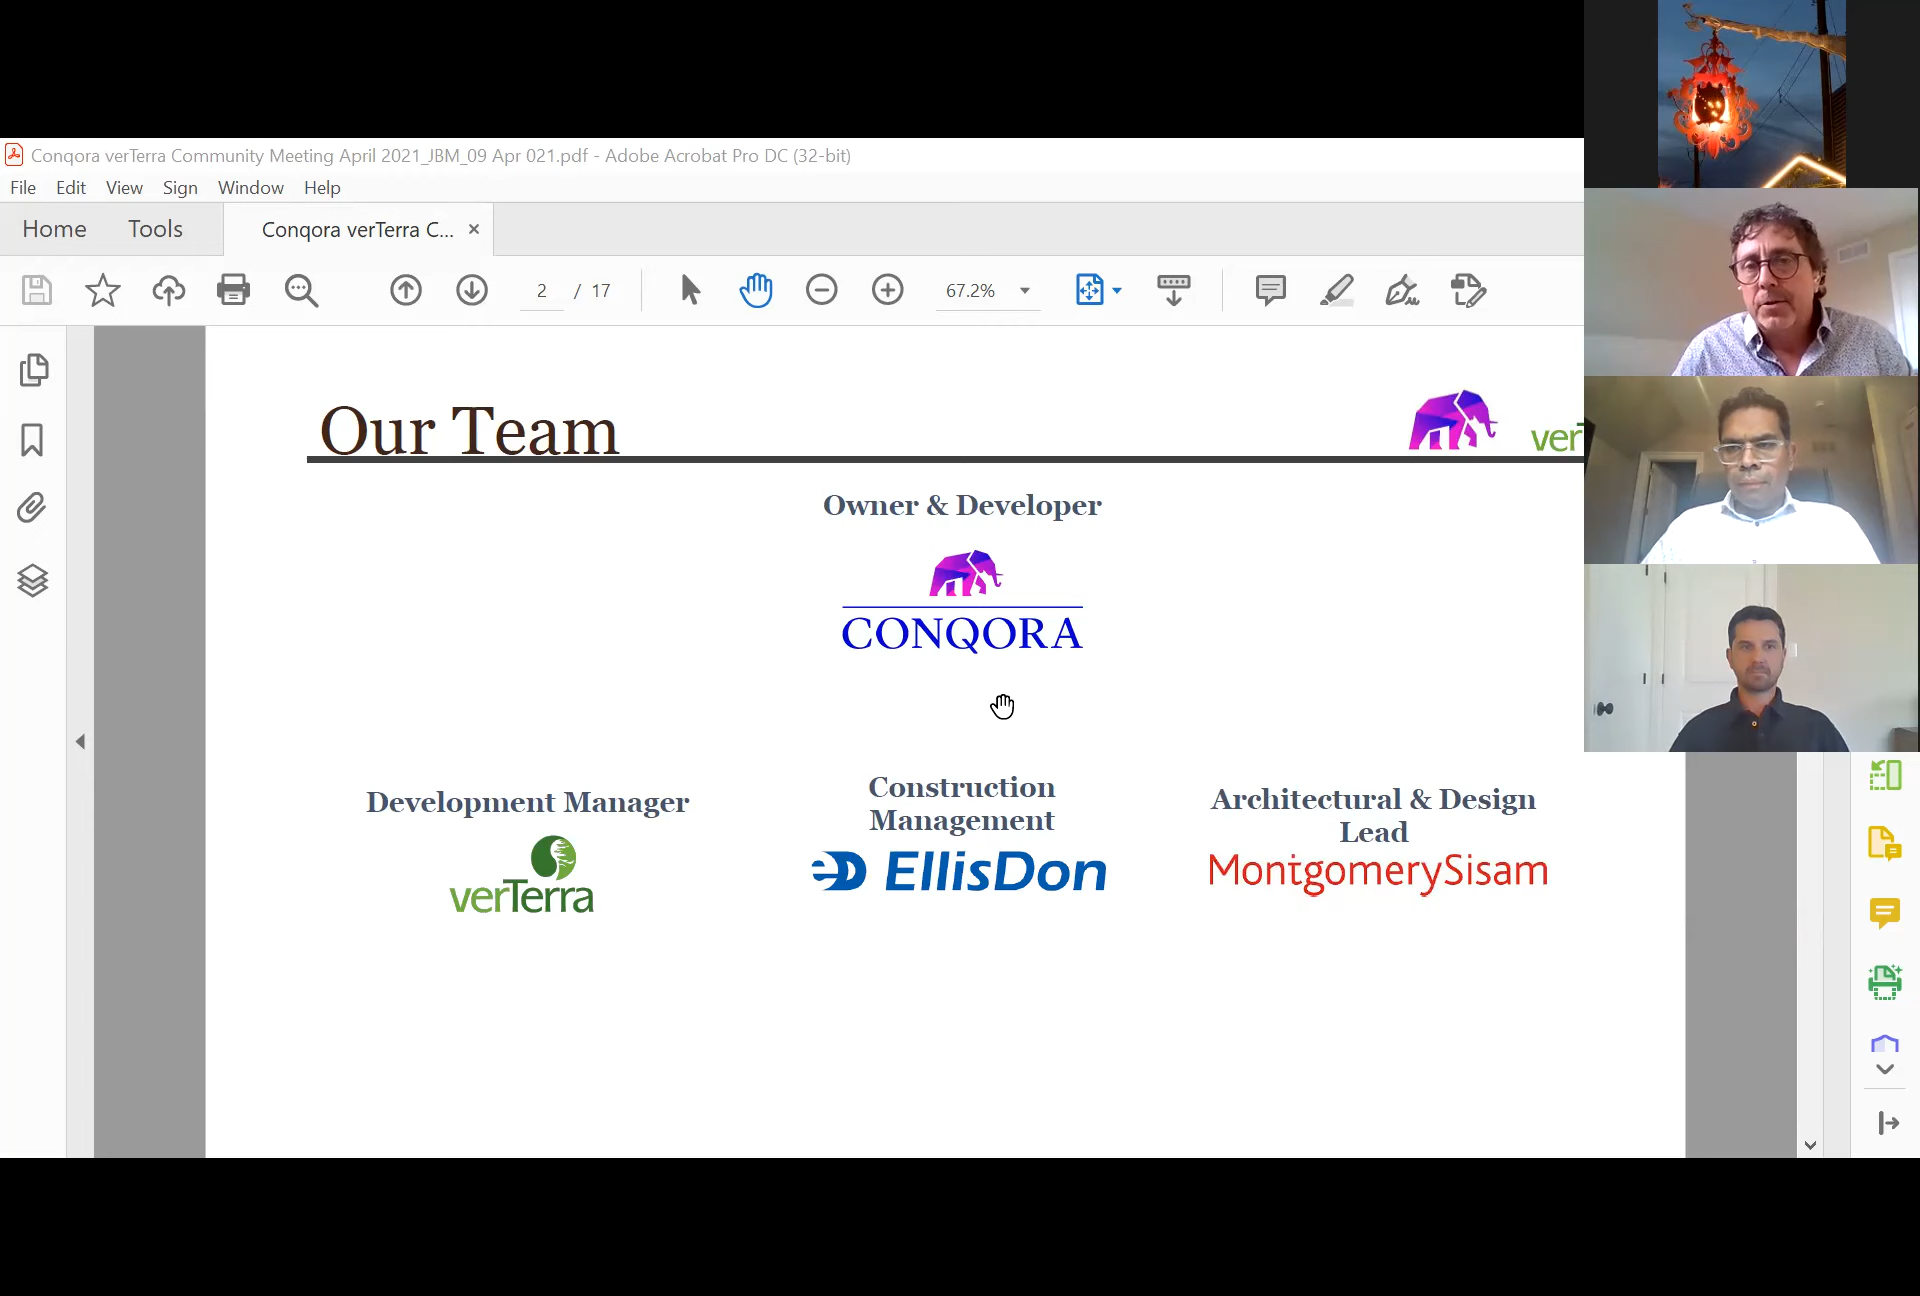 Conqora verTerra Community Meeting April 2021_JBM_09 Apr 021.pdf - Adobe Acrobat Pro DC (32-bit)
File Edit View Sign Window Help
Home Tools Conqora verTerra C... ×
2 / 17 67.2%
Our Team
ver
Owner & Developer
CONQORA
Development Manager
verTerra
Construction
Management
EllisDon
Architectural & Design
Lead
MontgomerySisam